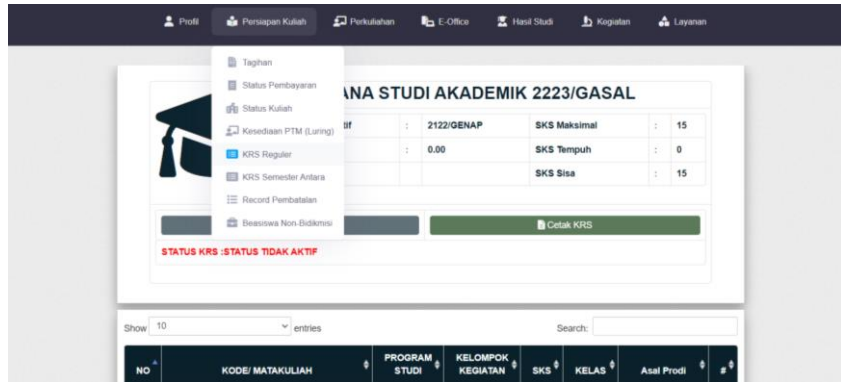 Profil Persiapan Kuliah Perkuliahan E-Office Hasil Studi Kegiatan Layanan
Tagihan
Status Pembayaran
Status Kuliah
Kesediaan PTM (Luring)
KRS Reguler
KRS Semester Antara
Record Pembatalan
Beasiswa Non-Bidikmisi
ANA STUDI AKADEMIK 2223/GASAL
tif : 2122/GENAP SKS Maksimal : 15
: 0.00 SKS Tempuh : 0
SKS Sisa : 15
Cetak KRS
STATUS KRS :STATUS TIDAK AKTIF
Show 10 entries Search:
NO KODE/ MATAKULIAH PROGRAM STUDI KELOMPOK KEGIATAN SKS KELAS Asal Prodi #